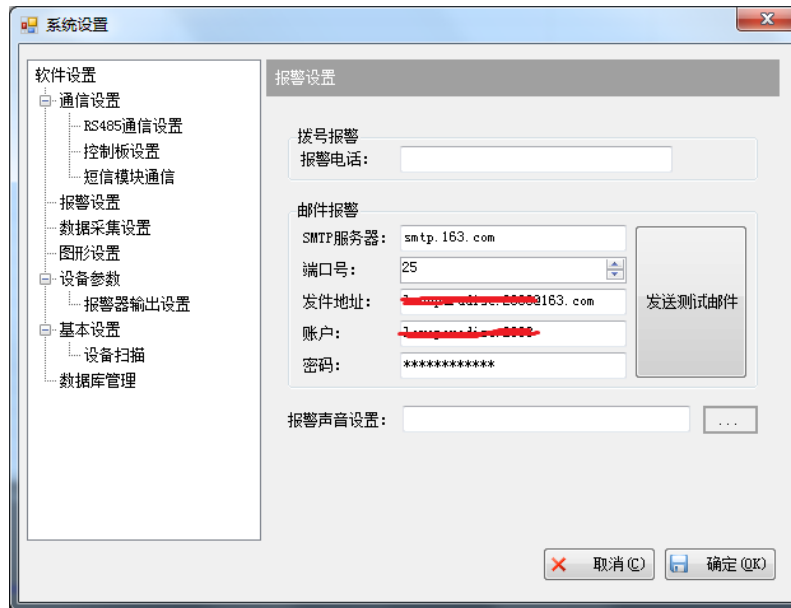 系统设置
软件设置
通信设置
RS485通信设置
控制板设置
短信模块通信
报警设置
数据采集设置
图形设置
设备参数
报警器输出设置
基本设置
设备扫描
数据库管理
报警设置
拨号报警
报警电话：
邮件报警
SMTP服务器： smtp.163.com
端口号： 25
发件地址： 163.com
账户：
密码： ************
发送测试邮件
报警声音设置： ...
取消(C) 确定(OK)